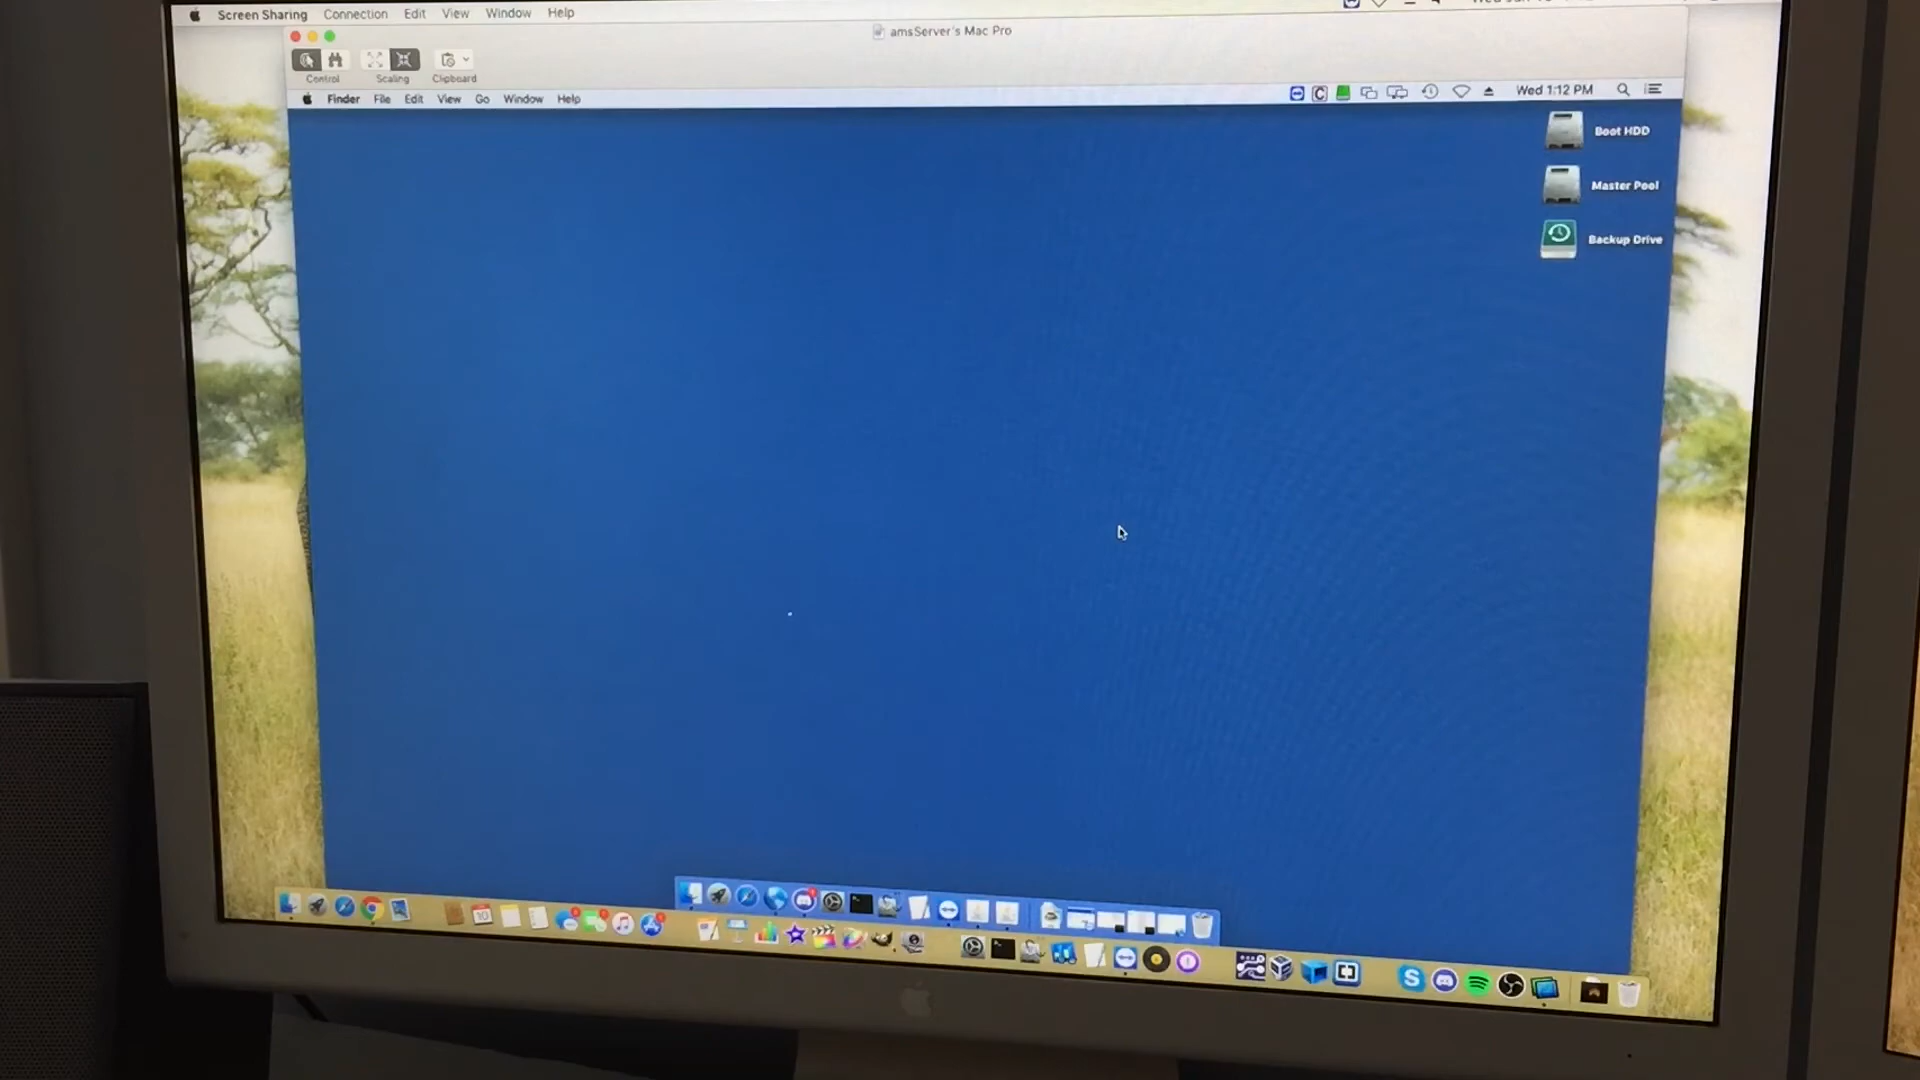 Screen Sharing Connection Edit View Window Help
amsServer's Mac Pro
Control Scaling Clipboard
Finder File Edit View Go Window Help
Wed 1:12 PM
Boot HDD
Master Pool
Backup Drive